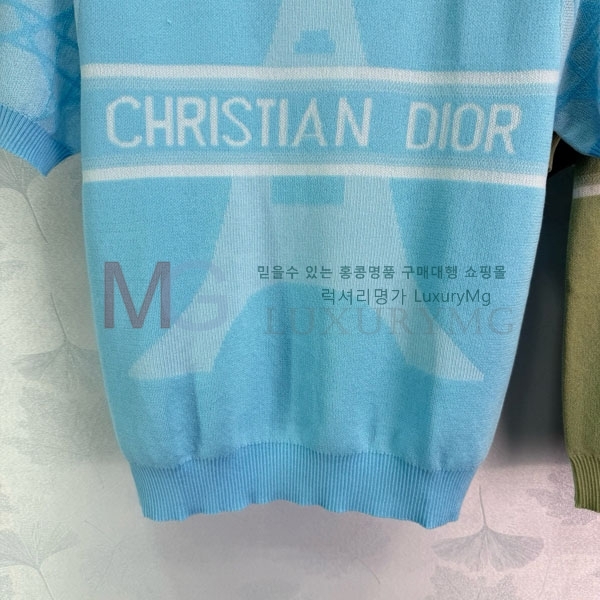 CHRISTIAN DIOR
믿을수 있는 홍콩명품 구매대행 쇼핑몰
MG
럭셔리명가 LuxuryMg
LUXURYMG